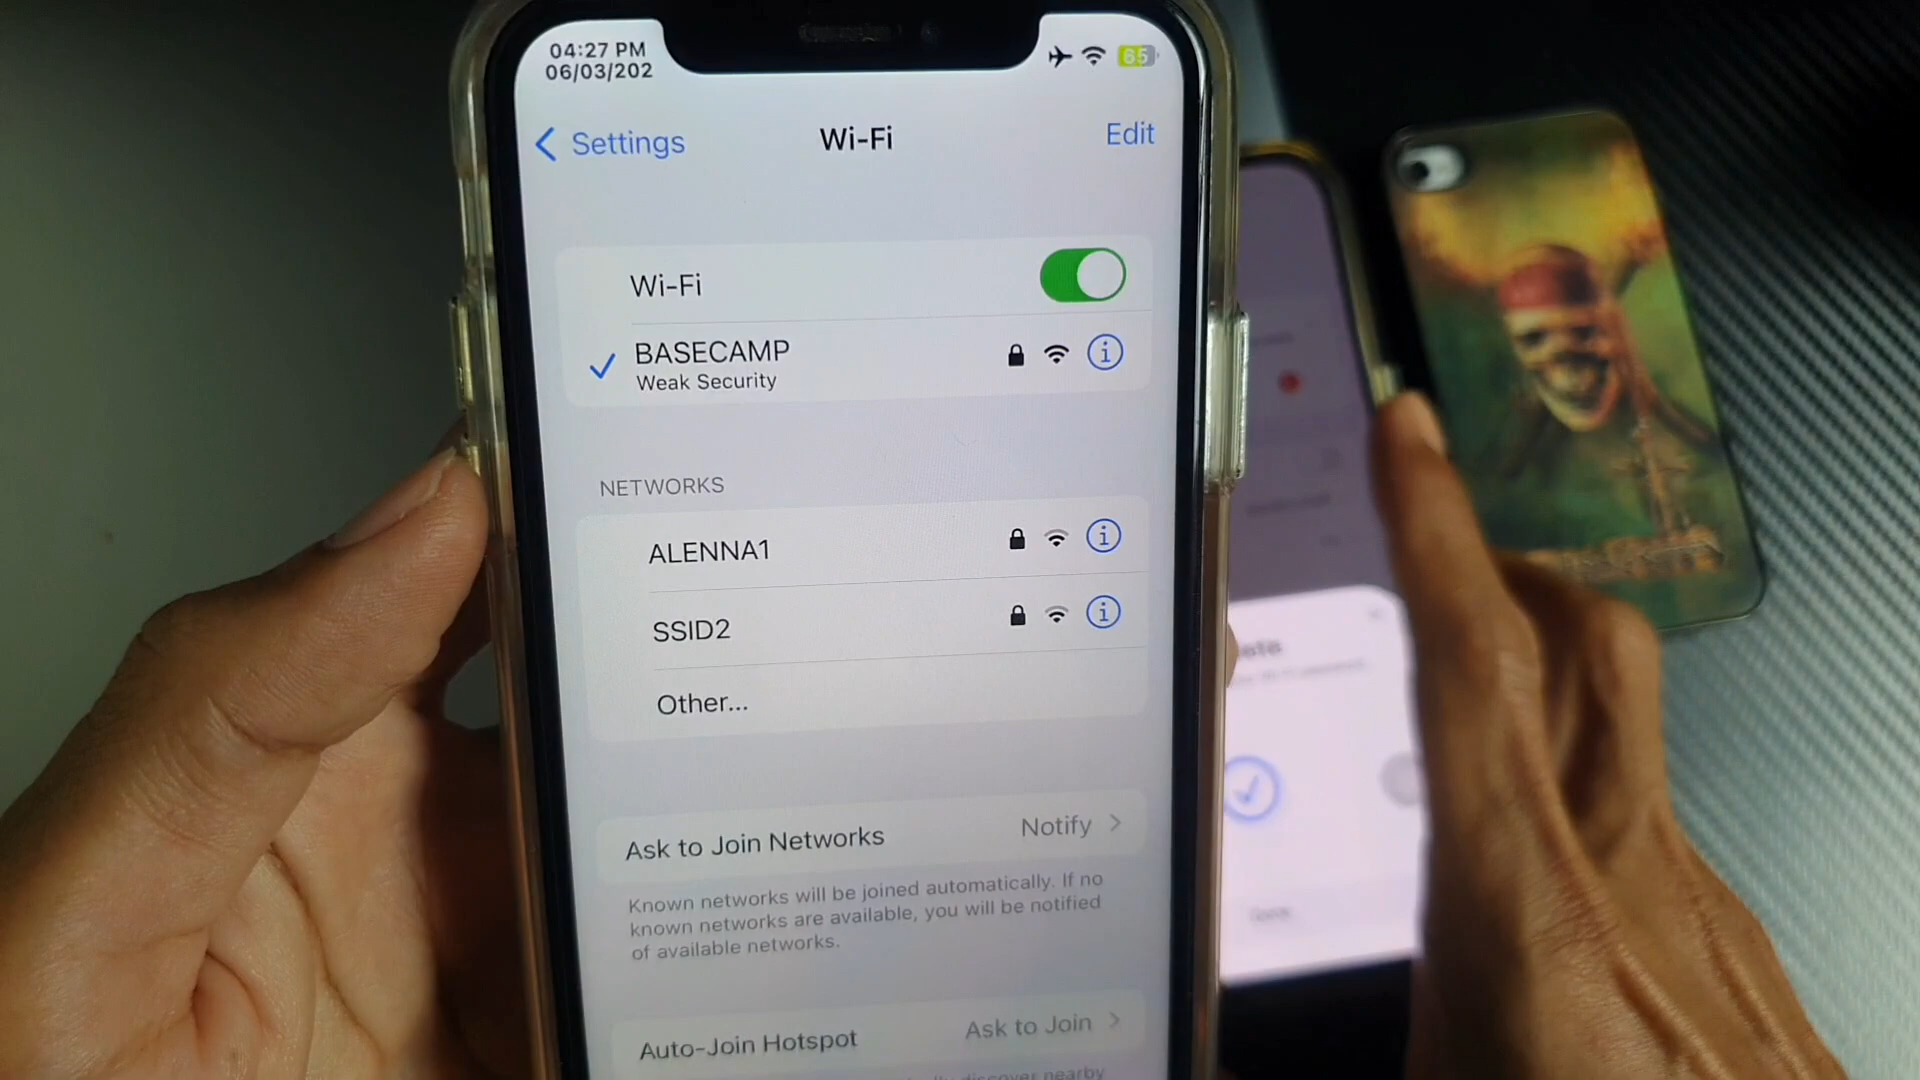 04:27 PM
06/03/202
65
Settings
Wi-Fi
Edit
Wi-Fi
BASECAMP
Weak Security
NETWORKS
ALENNA1
SSID2
Other...
Ask to Join Networks
Notify
Known networks will be joined automatically. If no
known networks are available, you will be notified
of available networks.
Auto-Join Hotspot
Ask to Join
discover nearby